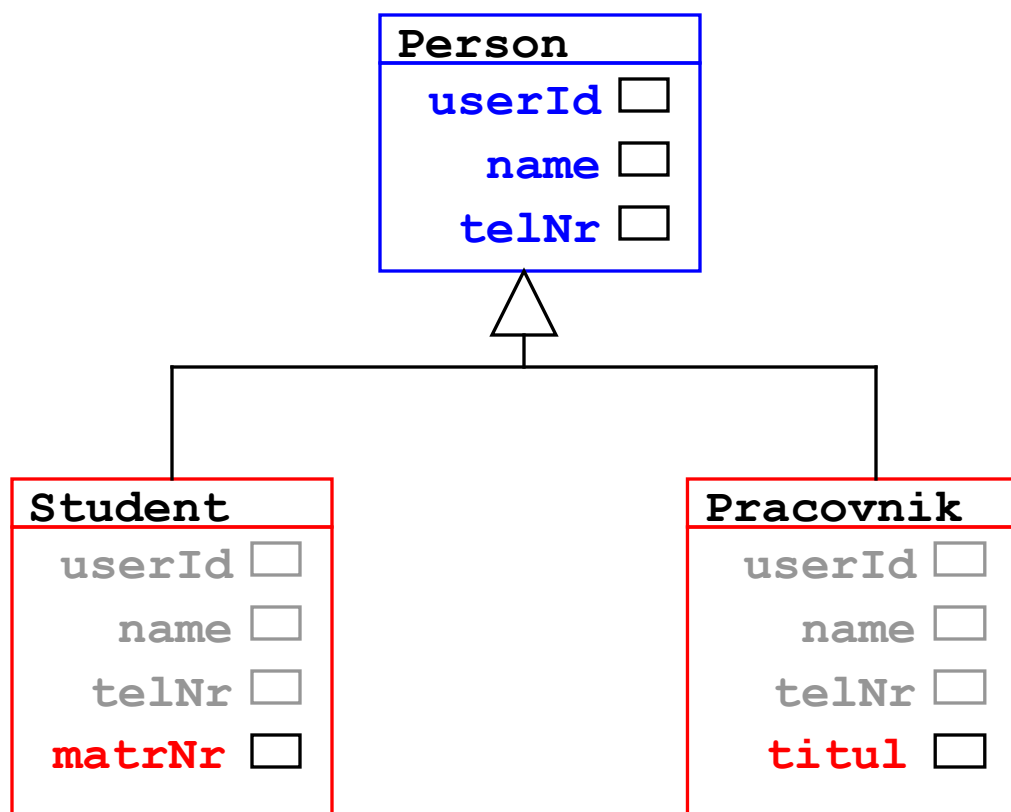 Person
userId
name
telNr
Student
userId
name
telNr
matrNr
Pracovnik
userId
name
telNr
titul